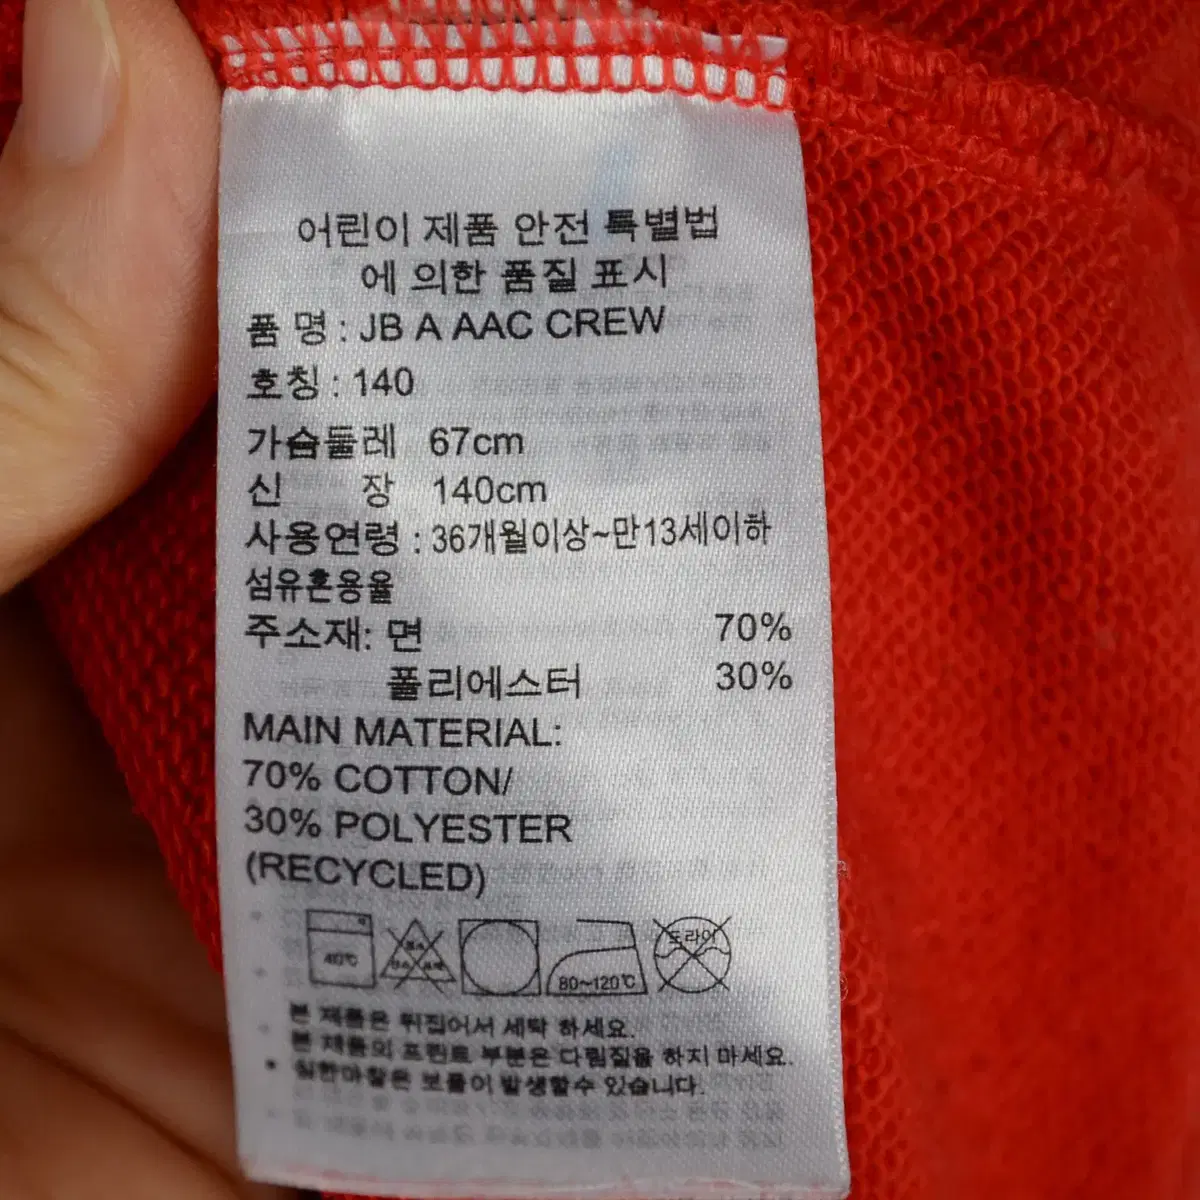 어린이 제품 안전 특별법
에 의한 품질 표시
품 명 : JB A AAC CREW
호칭 : 140
가슴둘레 67cm
신 장 140cm
사용연령 : 36개월이상~만13세이하
섬유혼용율
주소재: 면 70%
폴리에스터 30%
MAIN MATERIAL:
70% COTTON/
30% POLYESTER
(RECYCLED)
40℃
80~120℃
드라이
본 제품은 뒤집어서 세탁 하세요.
본 제품의 프린트 부분은 다림질을 하지 마세요.
* 심한마찰은 보풀이 발생할수 있습니다.